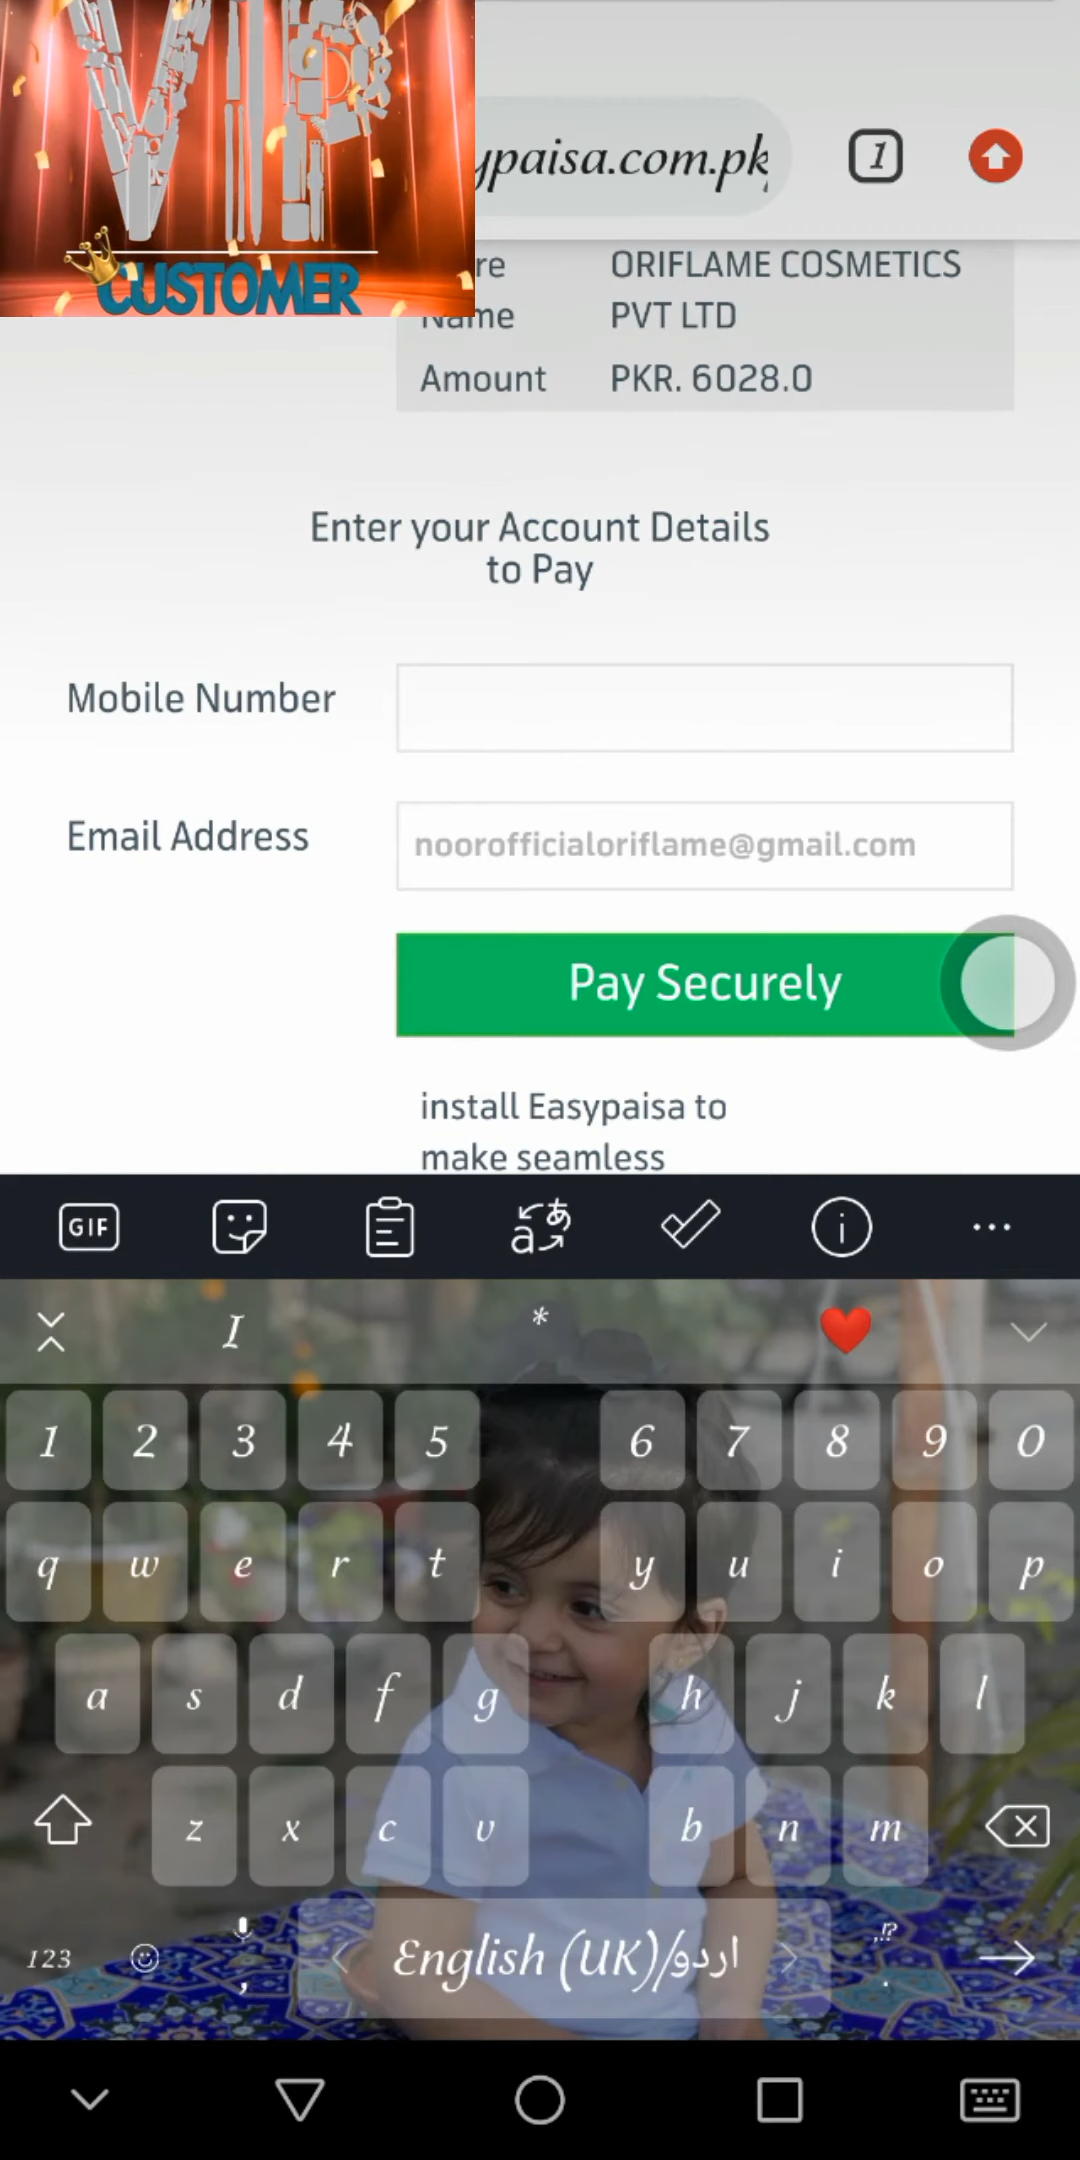 VIP
CUSTOMER
ypaisa.com.pk
1
re
ORIFLAME COSMETICS
Name
PVT LTD
Amount
PKR. 6028.0
Enter your Account Details
to Pay
Mobile Number
Email Address
noorofficialoriflame@gmail.com
Pay Securely
install Easypaisa to
make seamless
GIF
I * ❤️
1 2 3 4 5 6 7 8 9 0
q w e r t y u i o p
a s d f g h j k l
z x c v b n m
123 , English (UK)/اردو ,!? .